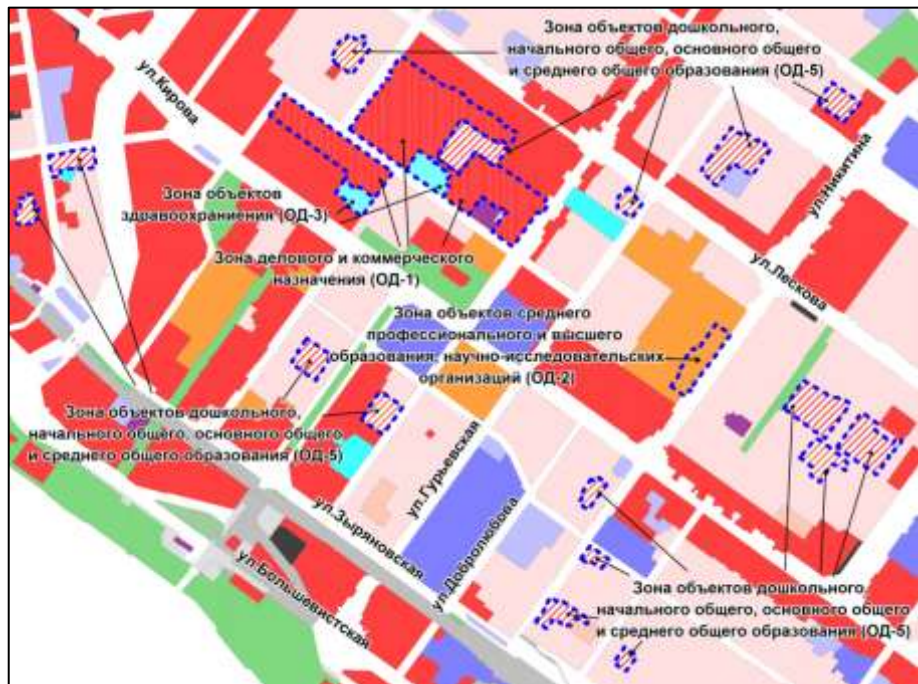 Зона объектов дошкольного,
начального общего, основного общего
и среднего общего образования (ОД-5)
ул.Кирова
ул.Никитина
Зона объектов
здравоохраниения (ОД-3)
Зона делового и коммерческого
назначения (ОД-1)
ул.Лескова
Зона объектов среднего
профессионального и высшего
образования, научно-исследовательских
организаций (ОД-2)
Зона объектов дошкольного,
начального общего, основного общего
и среднего общего образования (ОД-5)
ул.Гурьевская
ул.Зыряновская
ул.Добролюбова
ул.Большевистская
Зона объектов дошкольного,
начального общего, основного общего
и среднего общего образования (ОД-5)